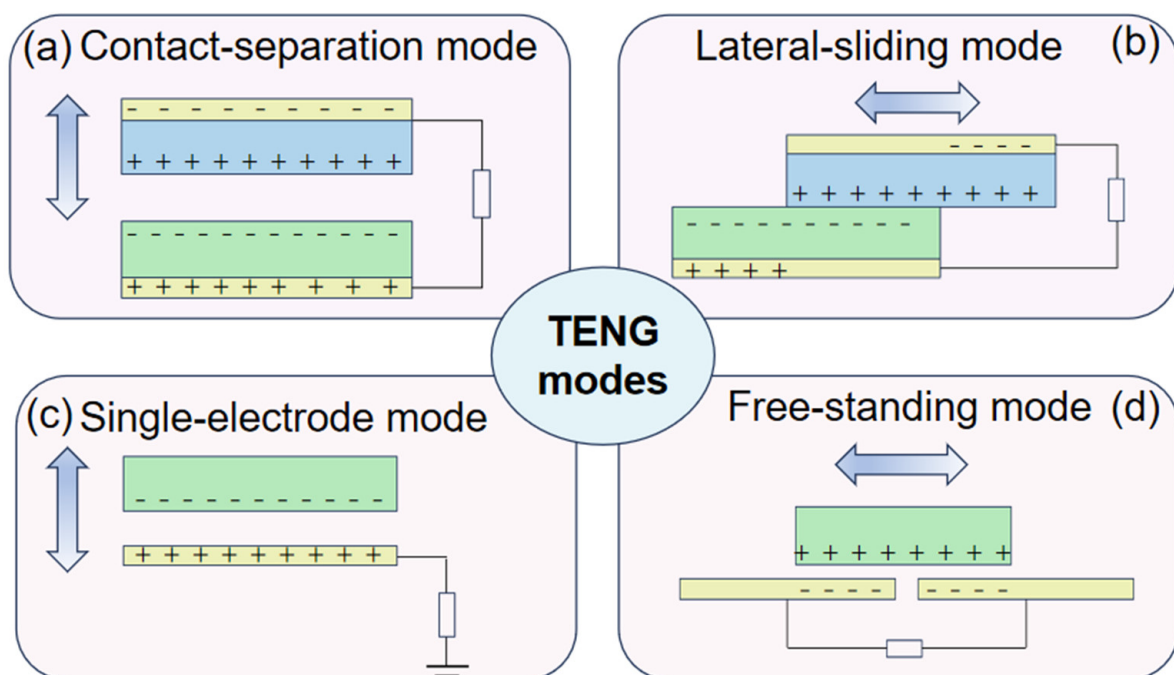 (a) Contact-separation mode
- - - - - - - - -
+ + + + + + + + + +
- - - - - - - - - - - -
+ + + + + + + + + +
Lateral-sliding mode (b)
- - - -
+ + + + + + + + +
- - - - - - - - - -
+ + + +
TENG
modes
(c) Single-electrode mode
- - - - - - - - - - -
+ + + + + + + + +
Free-standing mode (d)
+ + + + + + + +
- - - - - - - -